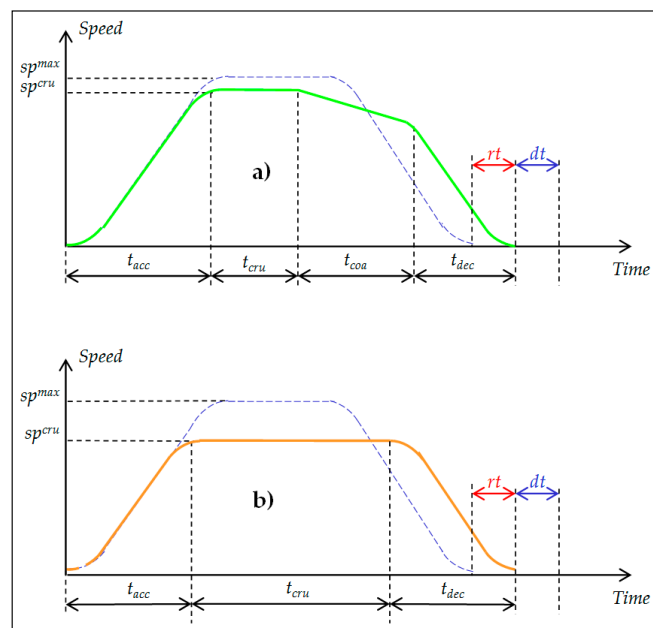 Speed
sp^max
sp^cru
a)
rt dt
t_acc t_cru t_coa t_dec
Time
Speed
sp^max
sp^cru
rt dt
b)
t_acc t_cru t_dec
Time